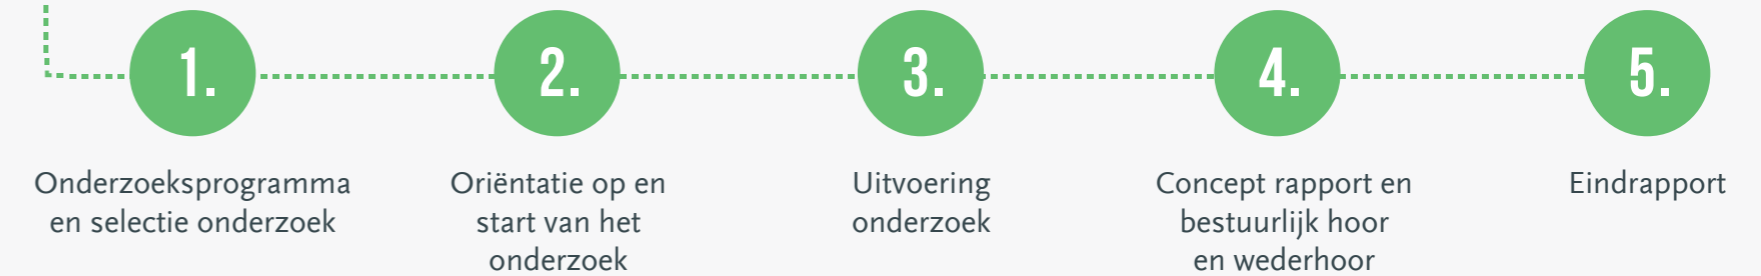 1.
2.
3.
4.
5.
Onderzoeksprogramma
en selectie onderzoek
Oriëntatie op en
start van het
onderzoek
Uitvoering
onderzoek
Concept rapport en
bestuurlijk hoor
en wederhoor
Eindrapport